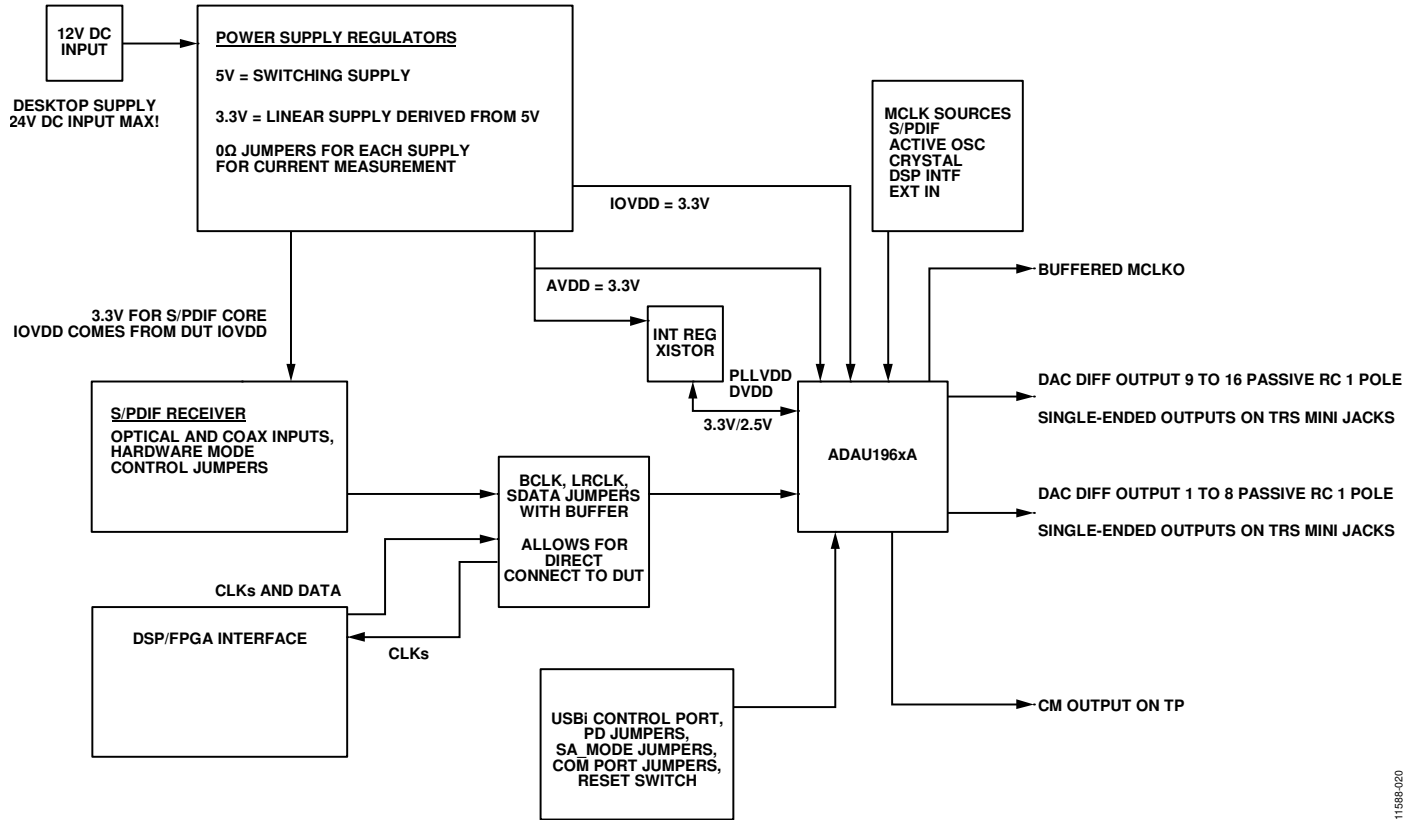 12V DC
INPUT
DESKTOP SUPPLY
24V DC INPUT MAX!
POWER SUPPLY REGULATORS
5V = SWITCHING SUPPLY
3.3V = LINEAR SUPPLY DERIVED FROM 5V
0Ω JUMPERS FOR EACH SUPPLY
FOR CURRENT MEASUREMENT
MCLK SOURCES
S/PDIF
ACTIVE OSC
CRYSTAL
DSP INTF
EXT IN
IOVDD = 3.3V
BUFFERED MCLKO
AVDD = 3.3V
3.3V FOR S/PDIF CORE
IOVDD COMES FROM DUT IOVDD
INT REG
XISTOR
PLLVDD
DVDD
3.3V/2.5V
S/PDIF RECEIVER
OPTICAL AND COAX INPUTS,
HARDWARE MODE
CONTROL JUMPERS
ADAU196xA
DAC DIFF OUTPUT 9 TO 16 PASSIVE RC 1 POLE
SINGLE-ENDED OUTPUTS ON TRS MINI JACKS
BCLK, LRCLK,
SDATA JUMPERS
WITH BUFFER
ALLOWS FOR
DIRECT
CONNECT TO DUT
DAC DIFF OUTPUT 1 TO 8 PASSIVE RC 1 POLE
SINGLE-ENDED OUTPUTS ON TRS MINI JACKS
CLKs AND DATA
DSP/FPGA INTERFACE
CLKs
USBi CONTROL PORT,
PD JUMPERS,
SA_MODE JUMPERS,
COM PORT JUMPERS,
RESET SWITCH
CM OUTPUT ON TP
11588-020